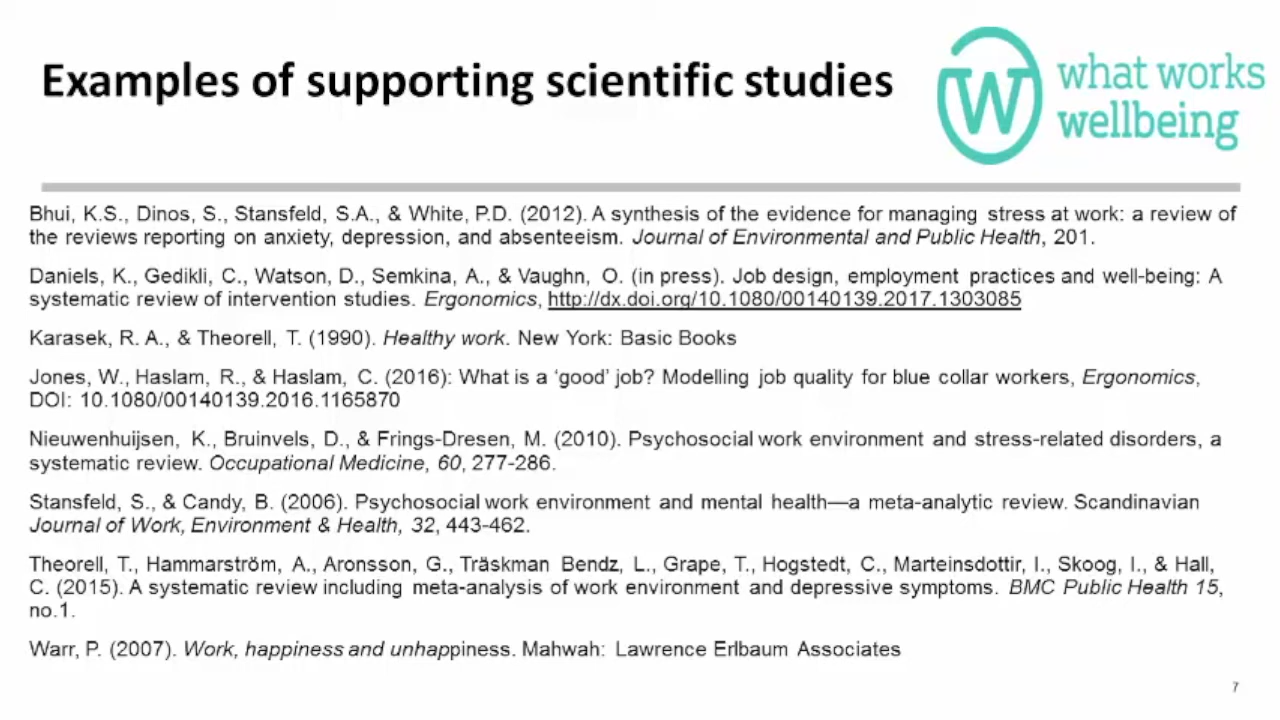 Examples of supporting scientific studies
what works
wellbeing
Bhui, K.S., Dinos, S., Stansfeld, S.A., & White, P.D. (2012). A synthesis of the evidence for managing stress at work: a review of
the reviews reporting on anxiety, depression, and absenteeism. Journal of Environmental and Public Health, 201.
Daniels, K., Gedikli, C., Watson, D., Semkina, A., & Vaughn, O. (in press). Job design, employment practices and well-being: A
systematic review of intervention studies. Ergonomics, http://dx.doi.org/10.1080/00140139.2017.1303085
Karasek, R. A., & Theorell, T. (1990). Healthy work. New York: Basic Books
Jones, W., Haslam, R., & Haslam, C. (2016): What is a ‘good’ job? Modelling job quality for blue collar workers, Ergonomics,
DOI: 10.1080/00140139.2016.1165870
Nieuwenhuijsen, K., Bruinvels, D., & Frings-Dresen, M. (2010). Psychosocial work environment and stress-related disorders, a
systematic review. Occupational Medicine, 60, 277-286.
Stansfeld, S., & Candy, B. (2006). Psychosocial work environment and mental health—a meta-analytic review. Scandinavian
Journal of Work, Environment & Health, 32, 443-462.
Theorell, T., Hammarström, A., Aronsson, G., Träskman Bendz, L., Grape, T., Hogstedt, C., Marteinsdottir, I., Skoog, I., & Hall,
C. (2015). A systematic review including meta-analysis of work environment and depressive symptoms. BMC Public Health 15,
no.1.
Warr, P. (2007). Work, happiness and unhappiness. Mahwah: Lawrence Erlbaum Associates
7